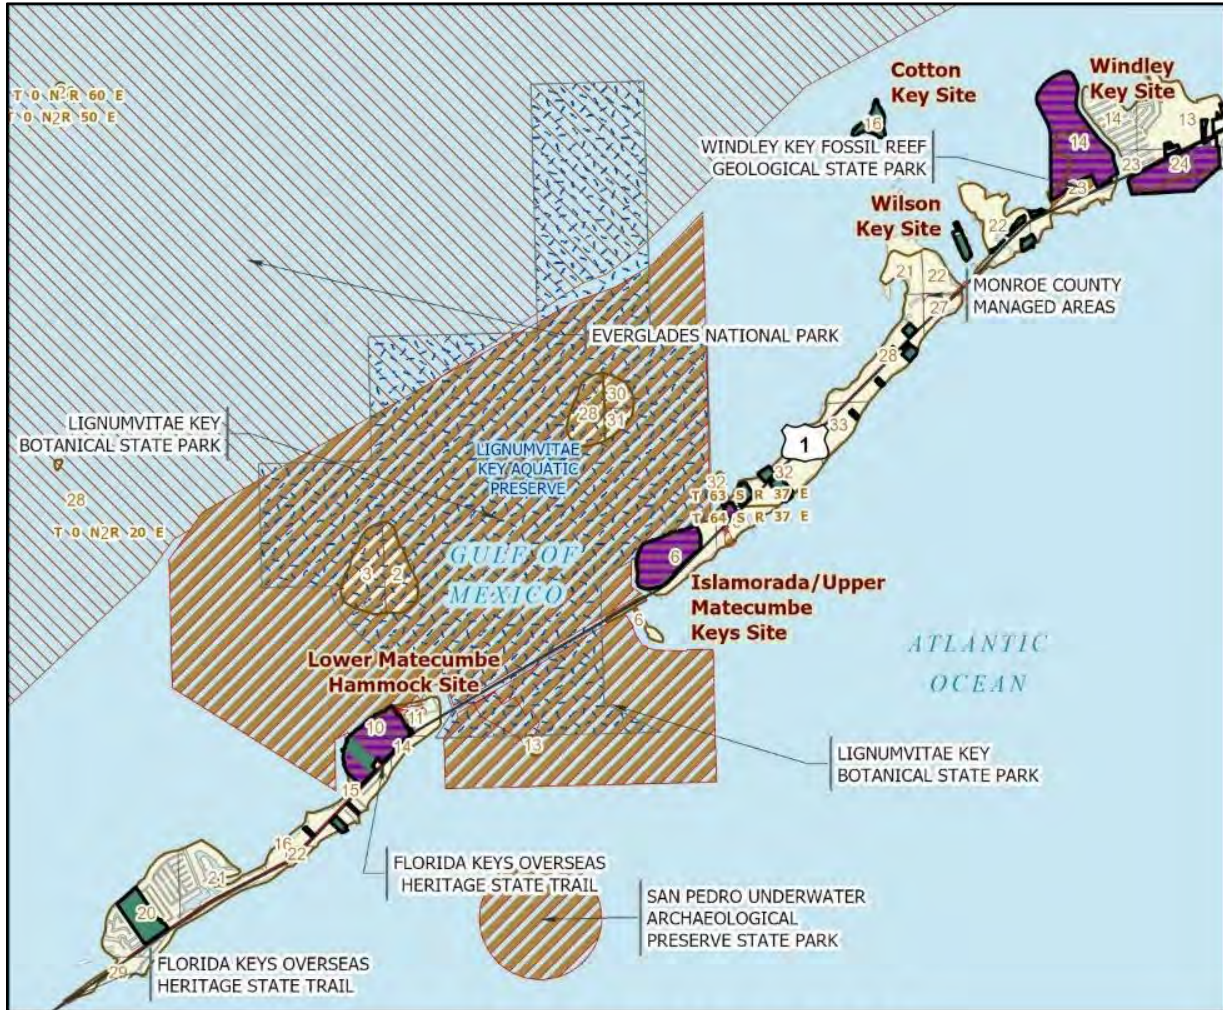 Cotton
Key Site
Windley
Key Site
T 0 N R 60 E
T 0 N2R 50 E
16
14
14
13
WINDLEY KEY FOSSIL REEF
GEOLOGICAL STATE PARK
23
24
23
Wilson
Key Site
22
21
22
27
MONROE COUNTY
MANAGED AREAS
EVERGLADES NATIONAL PARK
28
30
28
31
LIGNUMVITAE KEY
BOTANICAL STATE PARK
33
1
LIGNUMVITAE
KEY AQUATIC
PRESERVE
32
32
T 63 S R 37 E
T 64 S R 37 E
28
T 0 N2R 20 E
GULF OF
MEXICO
3
2
6
Islamorada/Upper
Matecumbe
Keys Site
6
ATLANTIC
OCEAN
Lower Matecumbe
Hammock Site
10
11
14
13
LIGNUMVITAE KEY
BOTANICAL STATE PARK
15
16
22
21
FLORIDA KEYS OVERSEAS
HERITAGE STATE TRAIL
20
SAN PEDRO UNDERWATER
ARCHAEOLOGICAL
PRESERVE STATE PARK
29
FLORIDA KEYS OVERSEAS
HERITAGE STATE TRAIL